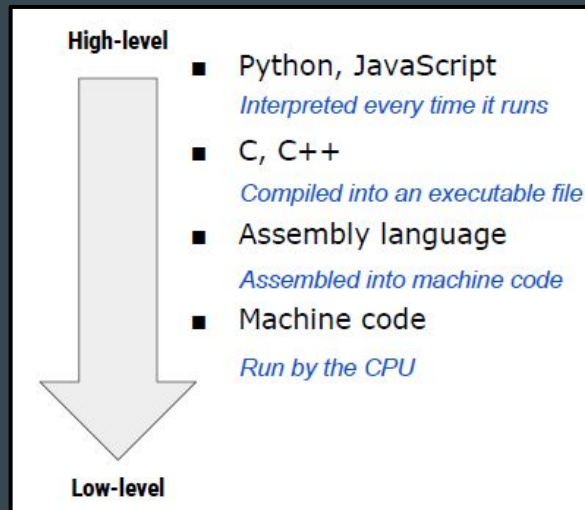 High-level
■ Python, JavaScript
Interpreted every time it runs
■ C, C++
Compiled into an executable file
■ Assembly language
Assembled into machine code
■ Machine code
Run by the CPU
Low-level